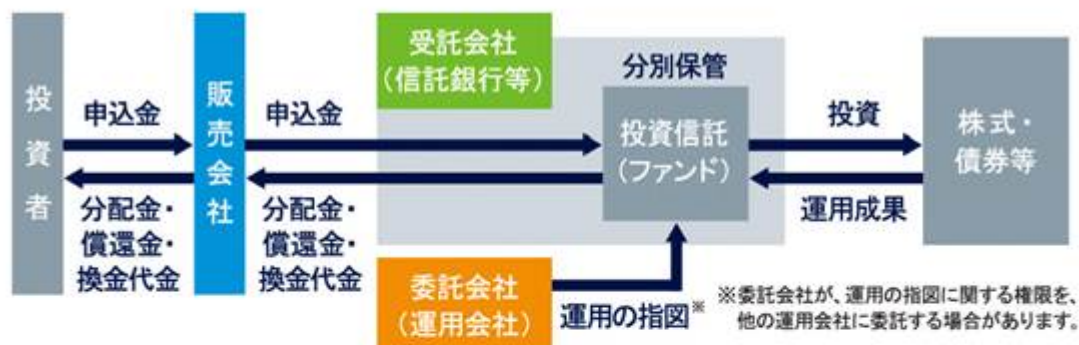 投資者
申込金
分配金・
償還金・
換金代金
販売会社
申込金
分配金・
償還金・
換金代金
受託会社
（信託銀行等）
分別保管
投資信託
（ファンド）
委託会社
（運用会社）
運用の指図※
投資
運用成果
株式・
債券等
※委託会社が、運用の指図に関する権限を、
他の運用会社に委託する場合があります。